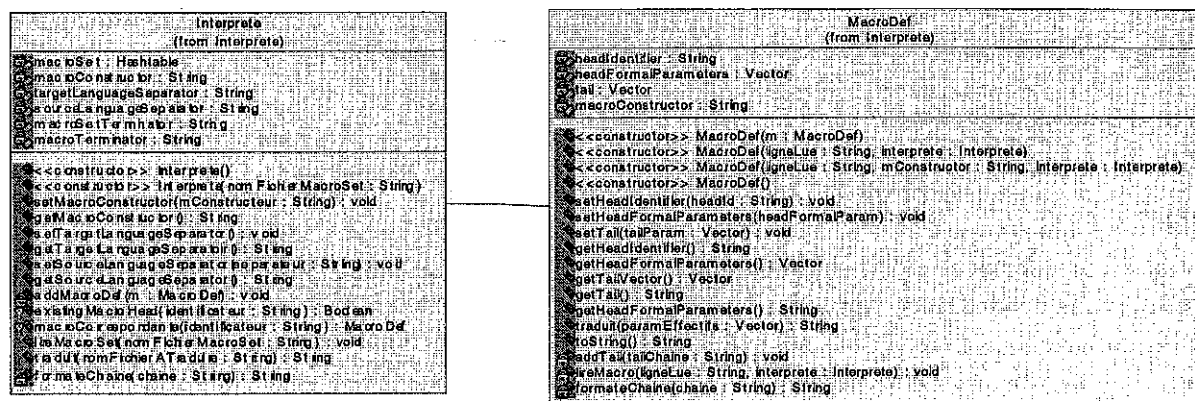 Interprete
(from Interprete)
macroSet : Hashtable
macroConstructor : String
targetLanguageSeparator : String
sourceLanguageSeparator : String
macroSetTerminator : String
macroTerminator : String
<<constructor>> Interprete()
<<constructor>> Interprete(nomFichierMacroSet : String)
setMacroConstructor(mConstructeur : String) : void
getMacroConstructor() : String
setTargetLanguageSeparator() : void
getTargetLanguageSeparator() : String
setSourceLanguageSeparator(separateur : String) : void
getSourceLanguageSeparator() : String
addMacroDef(m : MacroDef) : void
existingMacroHead(identificateur : String) : Boolean
macroCorrespondante(identificateur : String) : MacroDef
lireMacroSet(nomFichierMacroSet : String) : void
traduit(nomFichierATraduire : String) : String
formateChaine(chaine : String) : String
MacroDef
(from Interprete)
headIdentifier : String
headFormalParameters : Vector
tail : Vector
macroConstructor : String
<<constructor>> MacroDef(m : MacroDef)
<<constructor>> MacroDef(ligneLue : String, interprete : Interprete)
<<constructor>> MacroDef(ligneLue : String, mConstructor : String, interprete : Interprete)
<<constructor>> MacroDef()
setHeadIdentifier(headId : String) : void
setHeadFormalParameters(headFormalParam) : void
setTail(tailParam : Vector) : void
getHeadIdentifier() : String
getHeadFormalParameters() : Vector
getTailVector() : Vector
getTail() : String
getHeadFormalParameters() : String
traduit(paramEffectifs : Vector) : String
toString() : String
addTail(tailChaine : String) : void
lireMacro(ligneLue : String, interprete : Interprete) : void
formateChaine(chaine : String) : String